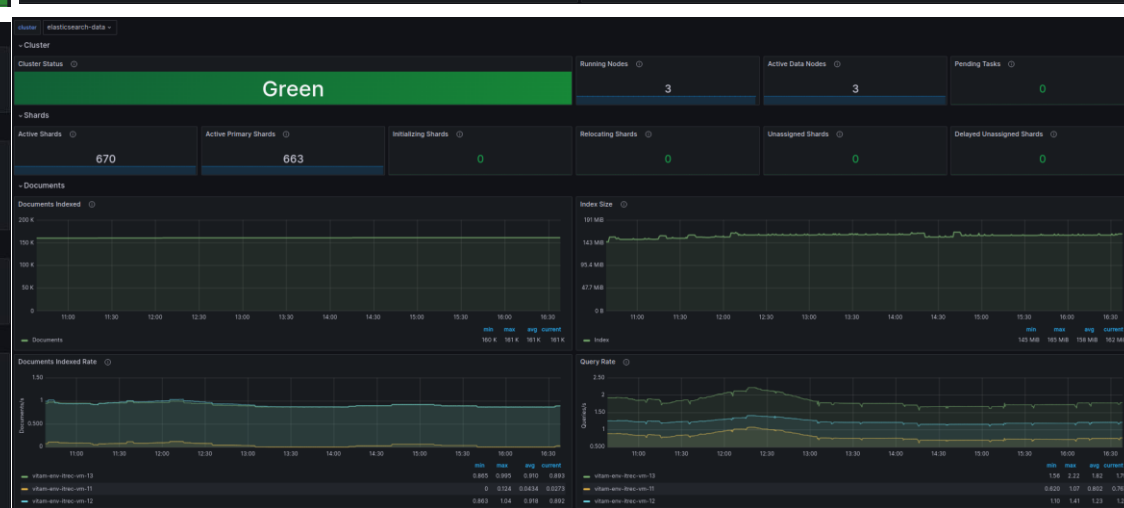 cluster elasticsearch-data
Cluster
Cluster Status
Running Nodes
Active Data Nodes
Pending Tasks
Green
3
3
0
Shards
Active Shards
Active Primary Shards
Initializing Shards
Relocating Shards
Unassigned Shards
Delayed Unassigned Shards
670
663
0
0
0
0
Documents
Documents Indexed
200 K
150 K
100 K
50 K
0
11:00 11:30 12:00 12:30 13:00 13:30 14:00 14:30 15:00 15:30 16:00 16:30
min max avg current
Documents 160 K 161 K 161 K 161 K
Index Size
191 MiB
143 MiB
95.4 MiB
47.7 MiB
0 B
11:00 11:30 12:00 12:30 13:00 13:30 14:00 14:30 15:00 15:30 16:00 16:30
min max avg current
Index 145 MiB 165 MiB 158 MiB 162 MiB
Documents Indexed Rate
Documents/s
1.50
1
0.500
0
11:00 11:30 12:00 12:30 13:00 13:30 14:00 14:30 15:00 15:30 16:00 16:30
min max avg current
vitam-env-itrec-vm-13 0.865 0.995 0.910 0.893
vitam-env-itrec-vm-11 0 0.124 0.0434 0.0273
vitam-env-itrec-vm-12 0.863 1.04 0.918 0.892
Query Rate
Queries/s
2.50
2
1.50
1
0.500
11:00 11:30 12:00 12:30 13:00 13:30 14:00 14:30 15:00 15:30 16:00 16:30
min max avg current
vitam-env-itrec-vm-13 1.56 2.22 1.82
vitam-env-itrec-vm-11 0.620 1.07 0.802
vitam-env-itrec-vm-12 1.10 1.41 1.23